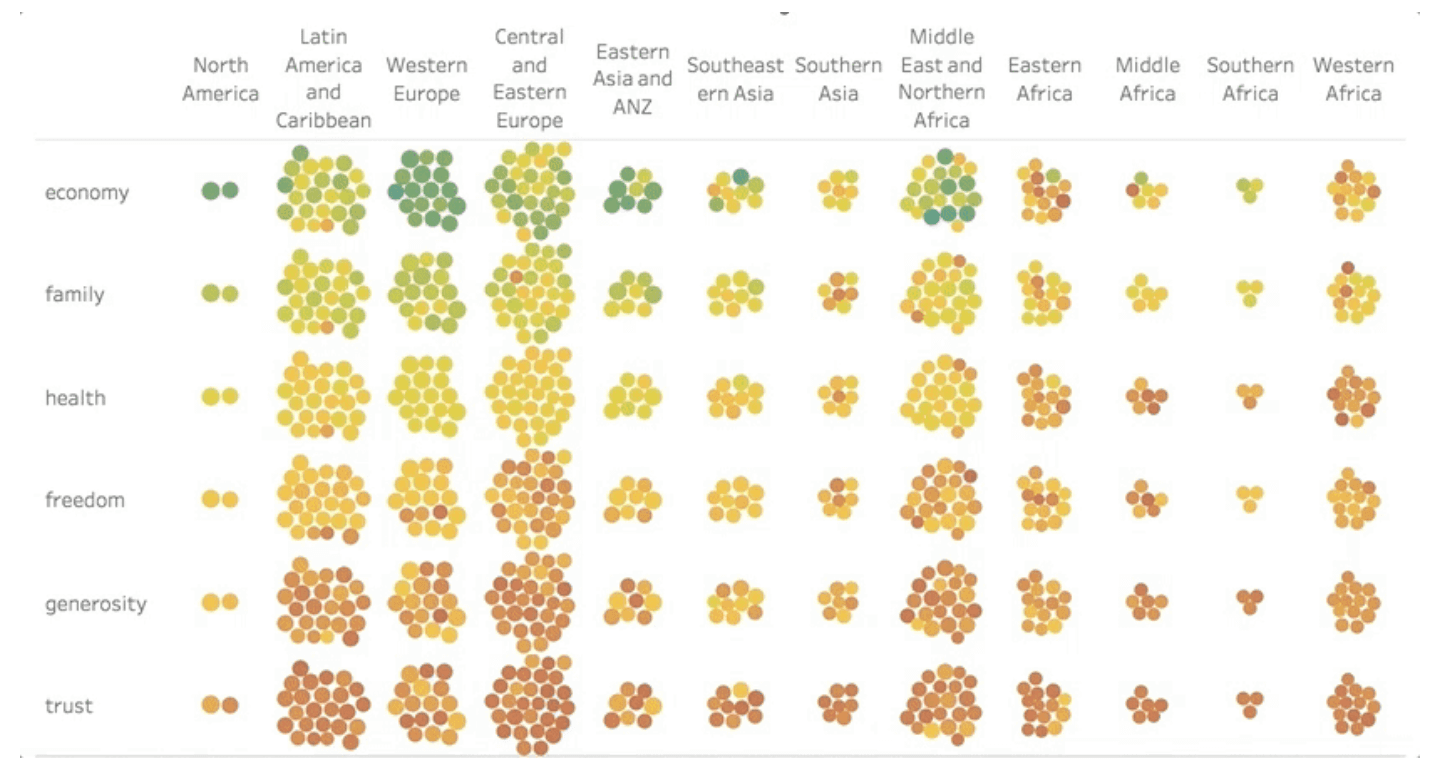 North
America
Latin
America
and
Caribbean
Western
Europe
Central
and
Eastern
Europe
Eastern
Asia and
ANZ
Southeast
ern Asia
Southern
Asia
Middle
East and
Northern
Africa
Eastern
Africa
Middle
Africa
Southern
Africa
Western
Africa
economy
family
health
freedom
generosity
trust